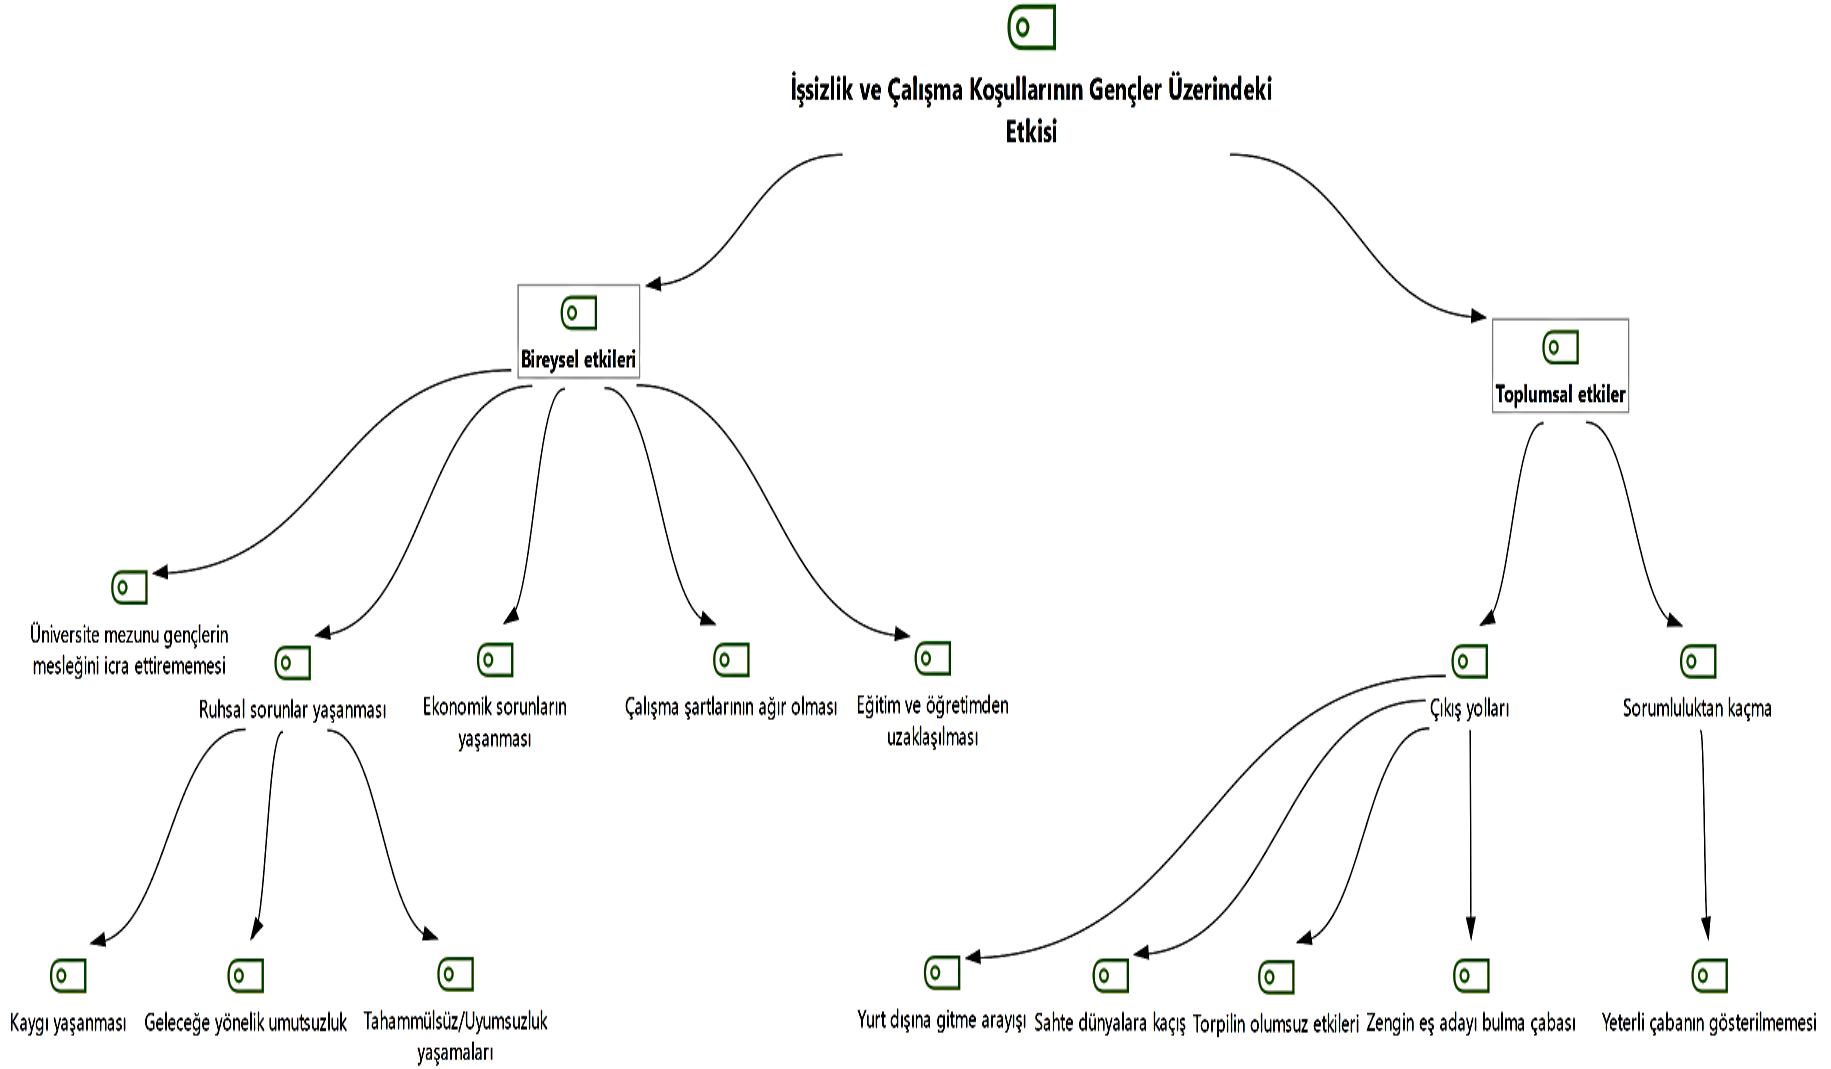 İşsizlik ve Çalışma Koşullarının Gençler Üzerindeki
Etkisi
Bireysel etkileri
Toplumsal etkiler
Üniversite mezunu gençlerin
mesleğini icra ettirememesi
Ruhsal sorunlar yaşanması
Ekonomik sorunların
yaşanması
Çalışma şartlarının ağır olması
Eğitim ve öğretimden
uzaklaşılması
Çıkış yolları
Sorumluluktan kaçma
Kaygı yaşanması
Geleceğe yönelik umutsuzluk
Tahammülsüz/Uyumsuzluk
yaşamaları
Yurt dışına gitme arayışı
Sahte dünyalara kaçış
Torpilin olumsuz etkileri
Zengin eş adayı bulma çabası
Yeterli çabanın gösterilmemesi